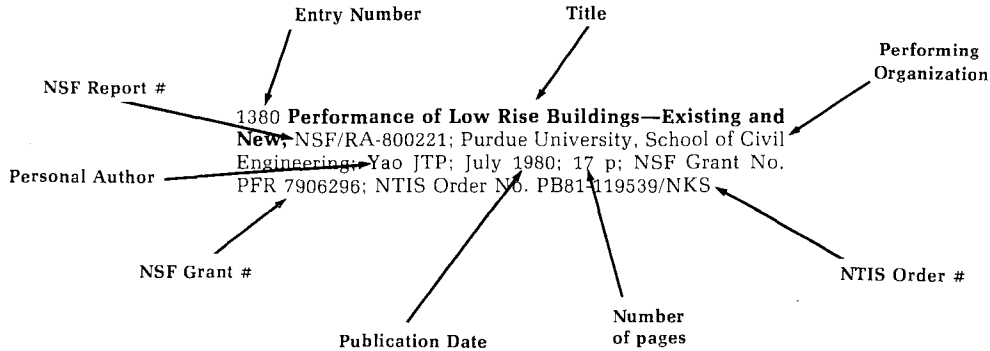 Entry Number
Title
Performing
Organization
NSF Report #
1380 Performance of Low Rise Buildings—Existing and
New; NSF/RA-800221; Purdue University, School of Civil
Engineering; Yao JTP; July 1980; 17 p; NSF Grant No.
PFR 7906296; NTIS Order No. PB81-119539/NKS
Personal Author
NSF Grant #
NTIS Order #
Publication Date
Number
of pages